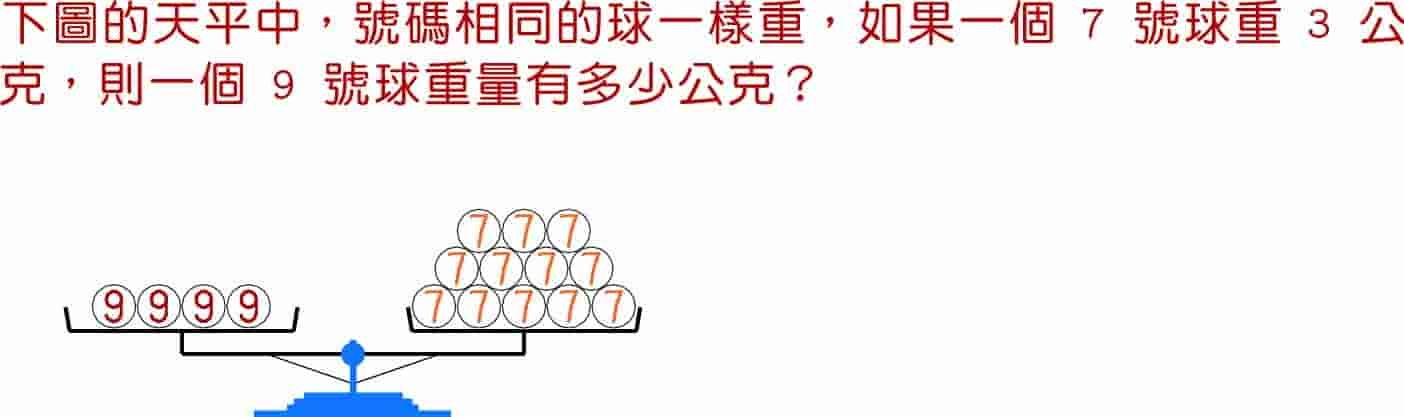 下圖的天平中，號碼相同的球一樣重，如果一個 7 號球重 3 公
克，則一個 9 號球重量有多少公克？
7 7 7
7 7 7 7
9 9 9 9 7 7 7 7 7